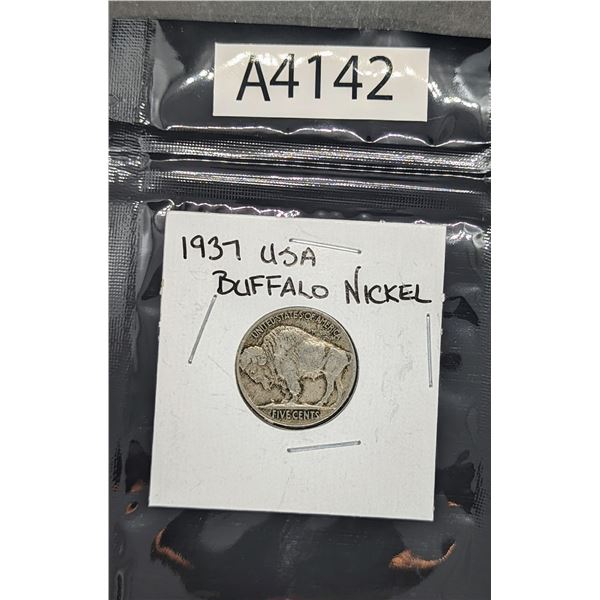 A4142
1937 USA
BUFFALO NICKEL
UNITED STATES OF AMERICA
FIVE CENTS